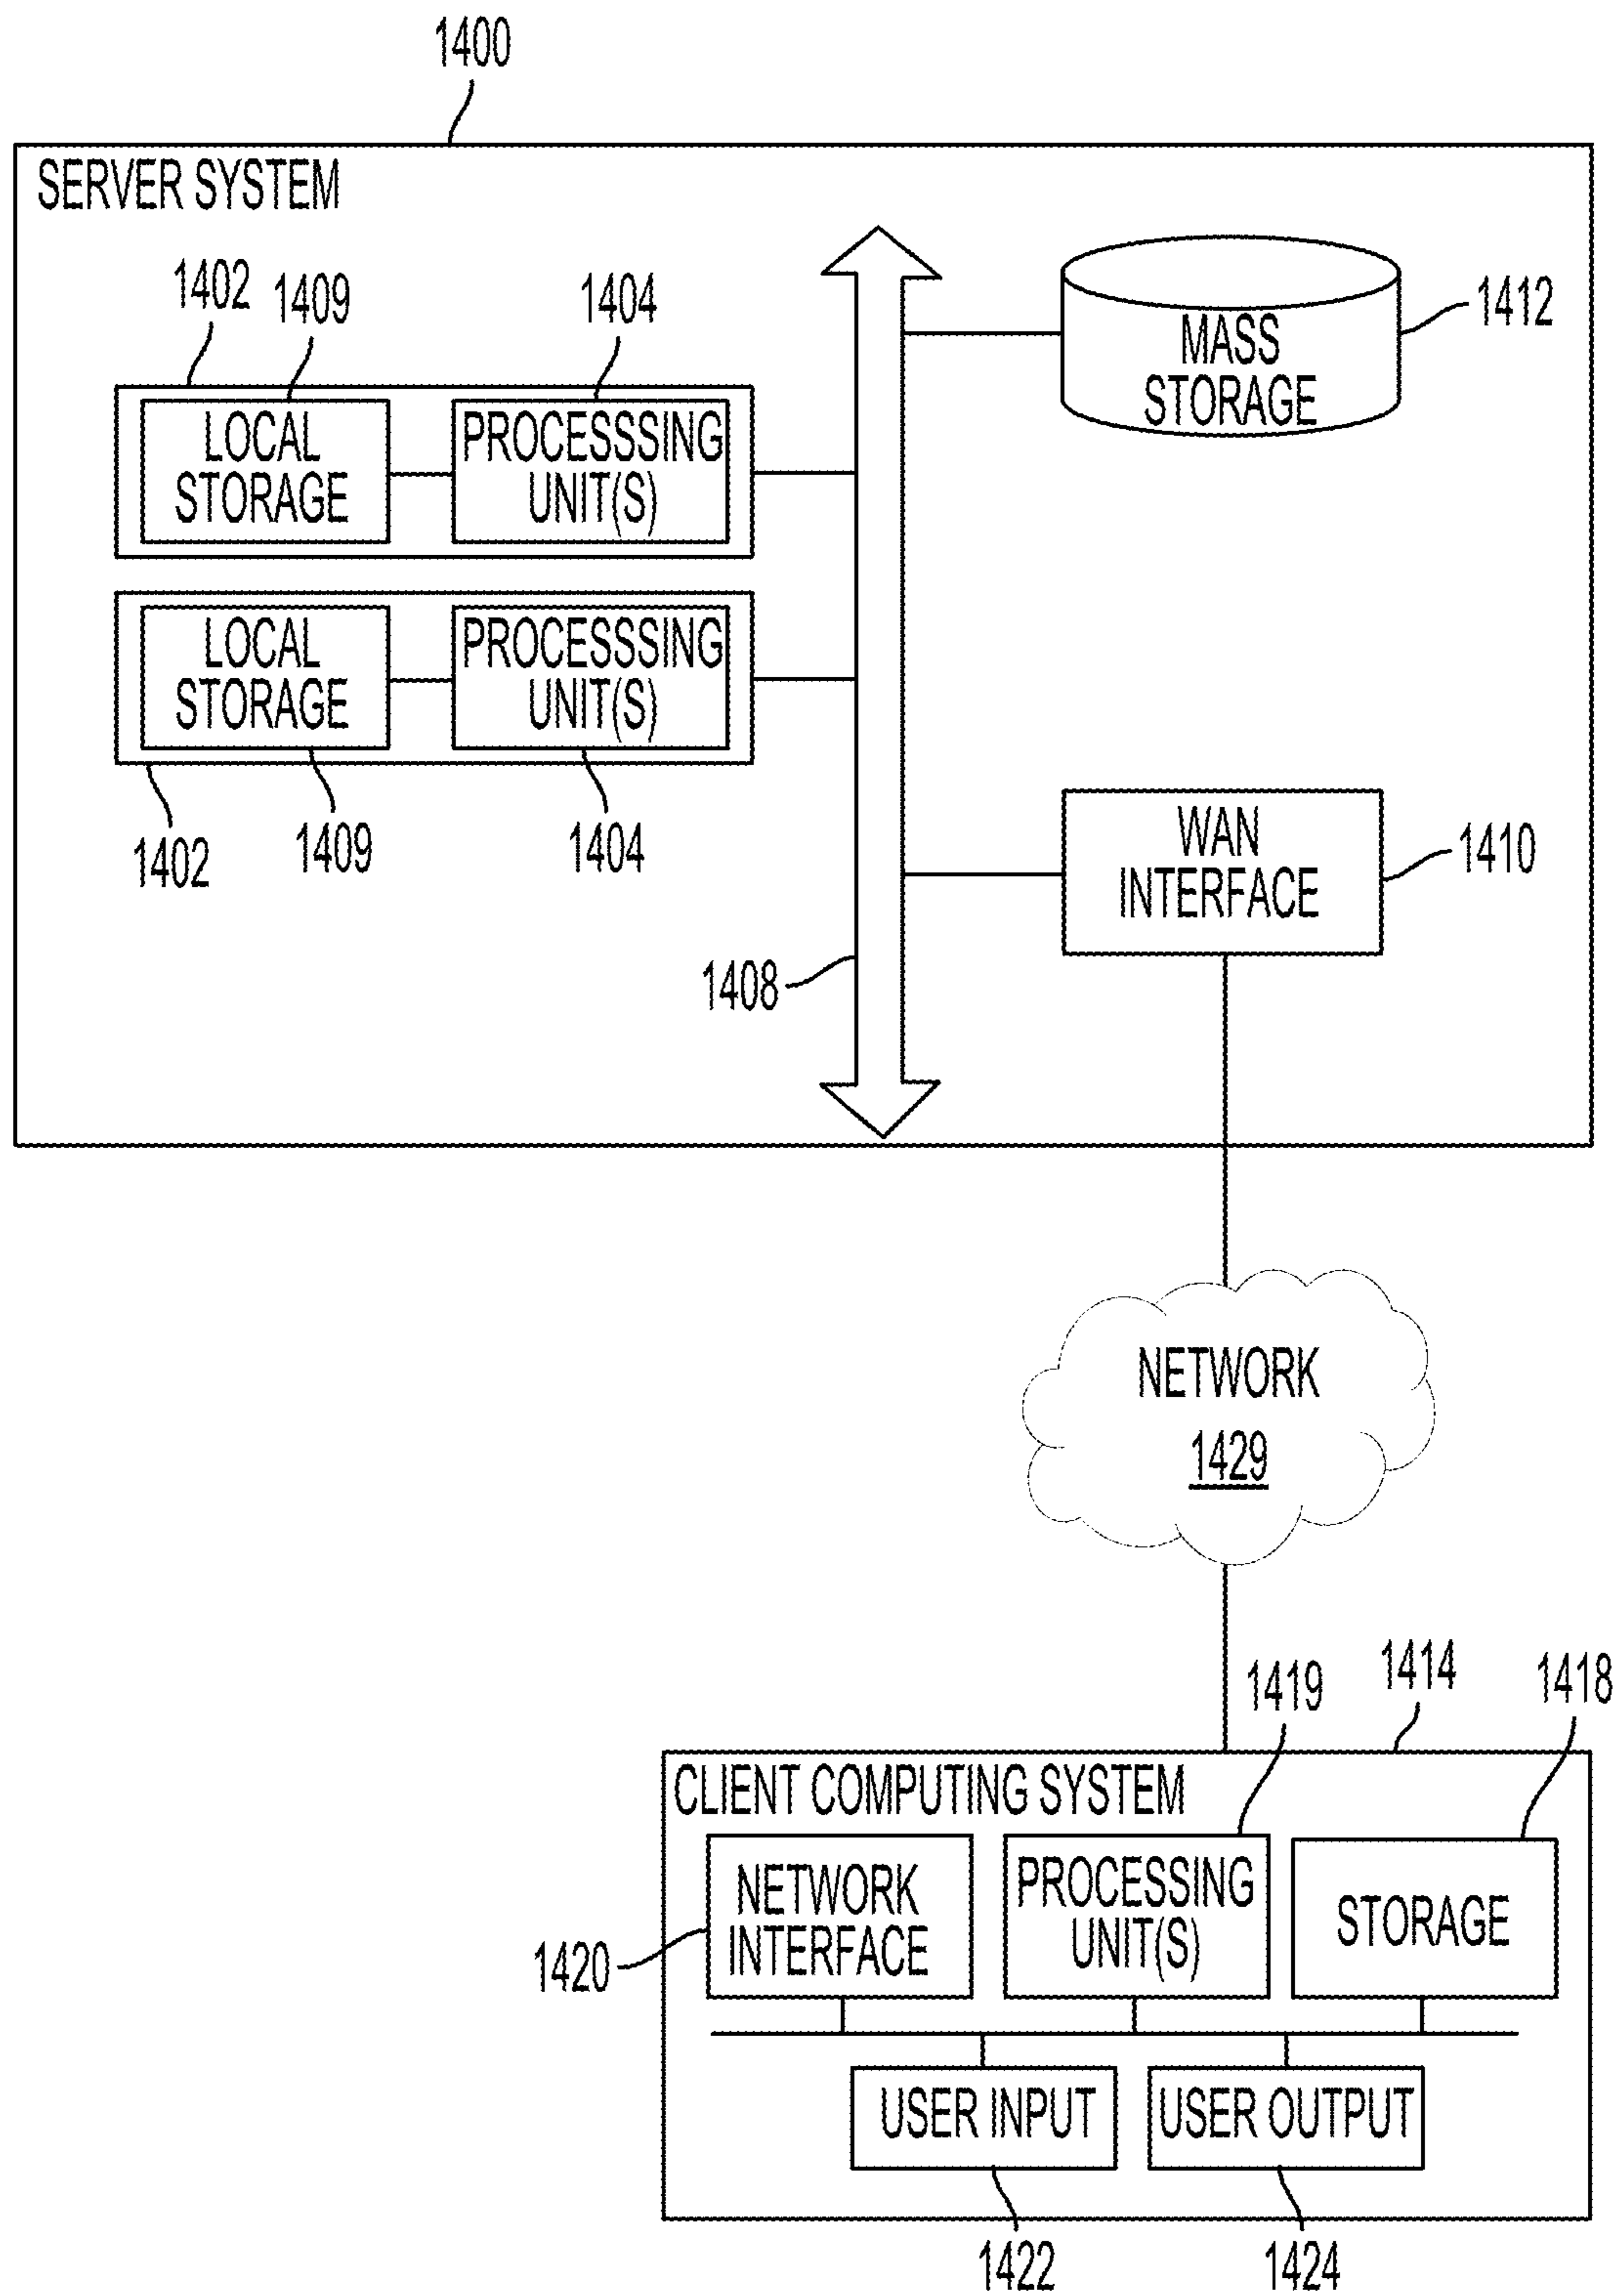 1400
SERVER SYSTEM
1402
1409
1404
1412
LOCAL
STORAGE
PROCESSSING
UNIT(S)
MASS
STORAGE
LOCAL
STORAGE
PROCESSSING
UNIT(S)
1402
1409
1404
WAN
INTERFACE
1410
1408
NETWORK
1429
1419
1414
1418
CLIENT COMPUTING SYSTEM
NETWORK
INTERFACE
PROCESSING
UNIT(S)
STORAGE
1420
USER INPUT
USER OUTPUT
1422
1424